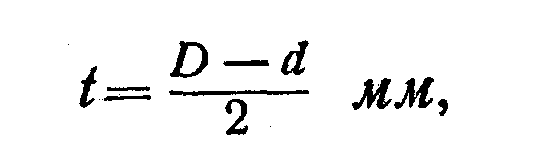 t = (D − d) / 2 мм,